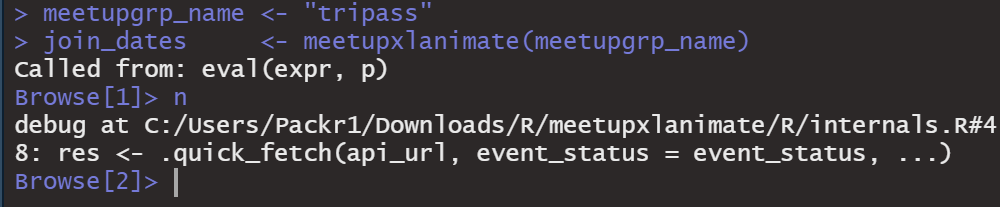 > meetupgrp_name <- "tripass"
> join_dates     <- meetupxlanimate(meetupgrp_name)
Called from: eval(expr, p)
Browse[1]> n
debug at C:/Users/Packr1/Downloads/R/meetupxlanimate/R/internals.R#4
8: res <- .quick_fetch(api_url, event_status = event_status, ...)
Browse[2]>